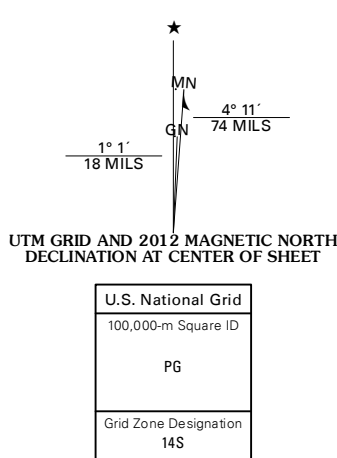 ★
MN
4° 11´
74 MILS
GN
1° 1´
18 MILS
UTM GRID AND 2012 MAGNETIC NORTH
DECLINATION AT CENTER OF SHEET
U.S. National Grid
100,000-m Square ID
PG
Grid Zone Designation
14S